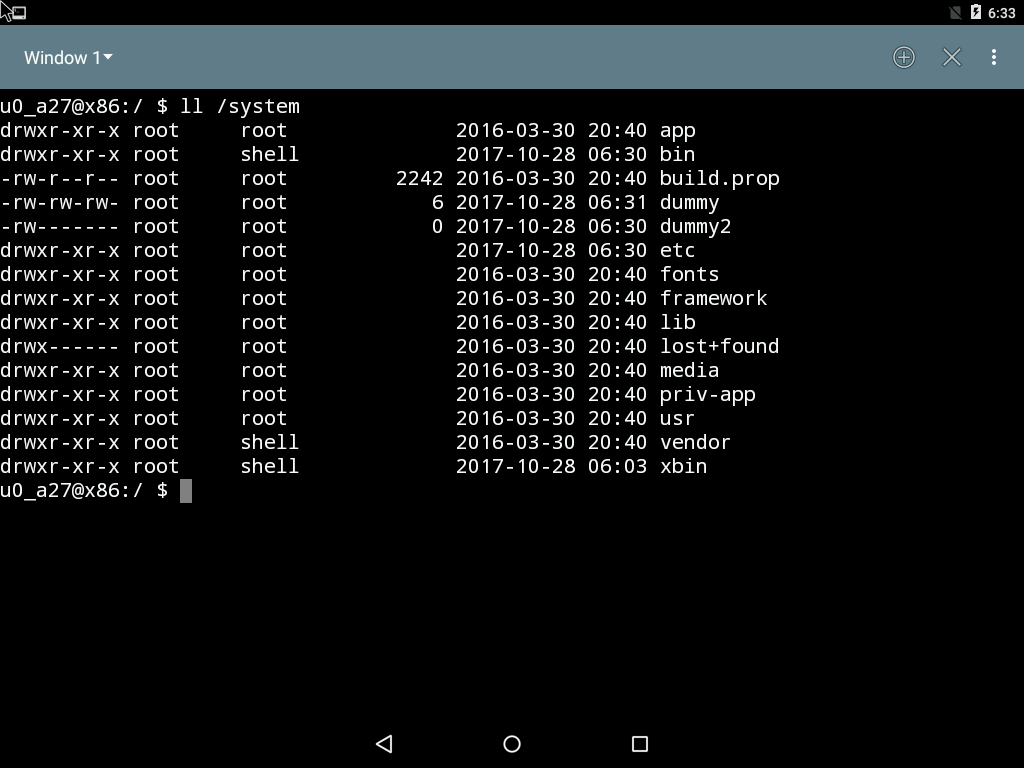 6:33
Window 1
u0_a27@x86:/ $ ll /system
drwxr-xr-x root     root              2016-03-30 20:40 app
drwxr-xr-x root     shell             2017-10-28 06:30 bin
-rw-r--r-- root     root         2242 2016-03-30 20:40 build.prop
-rw-rw-rw- root     root            6 2017-10-28 06:31 dummy
-rw------- root     root            0 2017-10-28 06:30 dummy2
drwxr-xr-x root     root              2017-10-28 06:30 etc
drwxr-xr-x root     root              2016-03-30 20:40 fonts
drwxr-xr-x root     root              2016-03-30 20:40 framework
drwxr-xr-x root     root              2016-03-30 20:40 lib
drwx------ root     root              2016-03-30 20:40 lost+found
drwxr-xr-x root     root              2016-03-30 20:40 media
drwxr-xr-x root     root              2016-03-30 20:40 priv-app
drwxr-xr-x root     root              2016-03-30 20:40 usr
drwxr-xr-x root     shell             2016-03-30 20:40 vendor
drwxr-xr-x root     shell             2017-10-28 06:03 xbin
u0_a27@x86:/ $